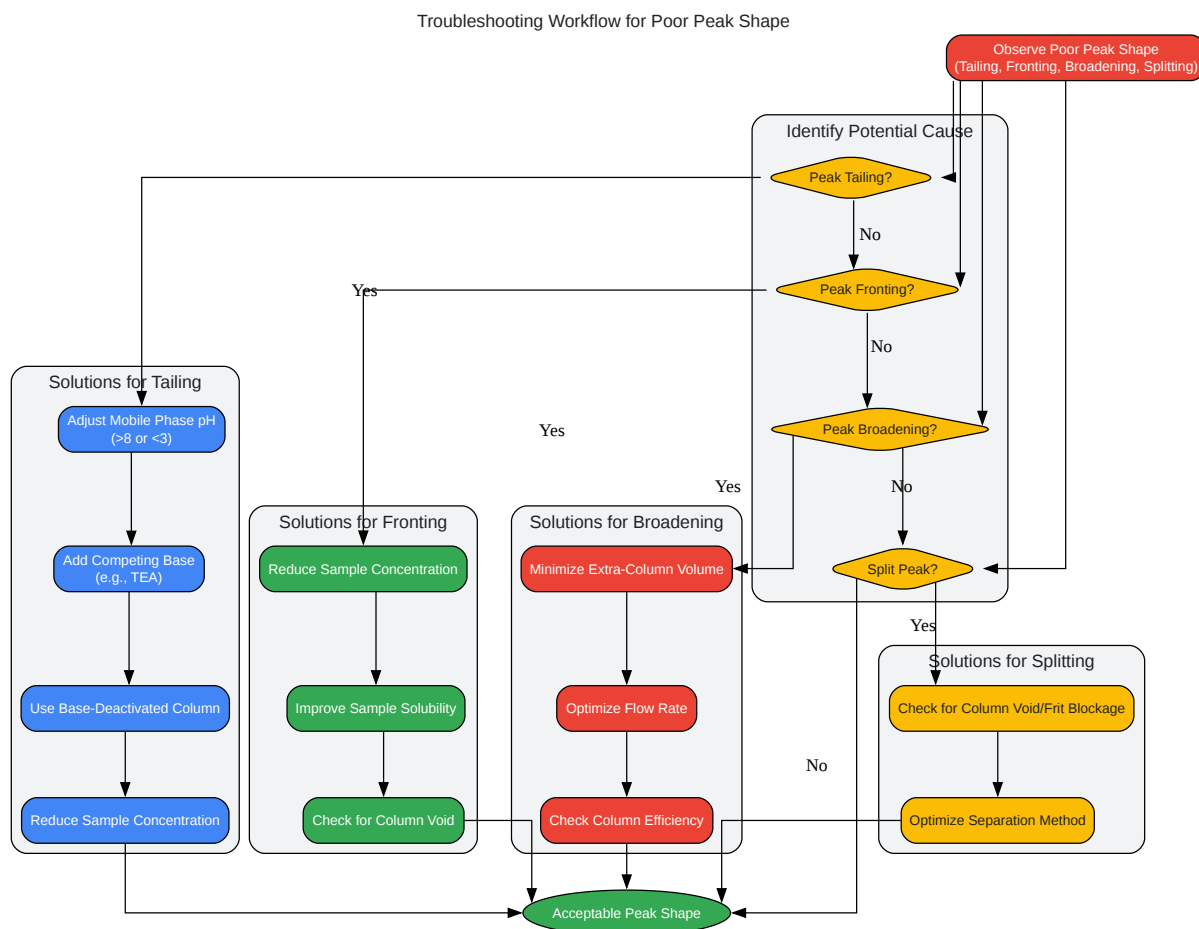 Troubleshooting Workflow for Poor Peak Shape
Observe Poor Peak Shape
(Tailing, Fronting, Broadening, Splitting)
Identify Potential Cause
Peak Tailing?
No
Peak Fronting?
Yes
No
Solutions for Tailing
Adjust Mobile Phase pH
(>8 or <3)
Yes
Peak Broadening?
Yes
No
Solutions for Fronting
Solutions for Broadening
Add Competing Base
(e.g., TEA)
Reduce Sample Concentration
Minimize Extra-Column Volume
Split Peak?
Yes
Solutions for Splitting
Use Base-Deactivated Column
Improve Sample Solubility
Optimize Flow Rate
Check for Column Void/Frit Blockage
No
Reduce Sample Concentration
Check for Column Void
Check Column Efficiency
Optimize Separation Method
Acceptable Peak Shape